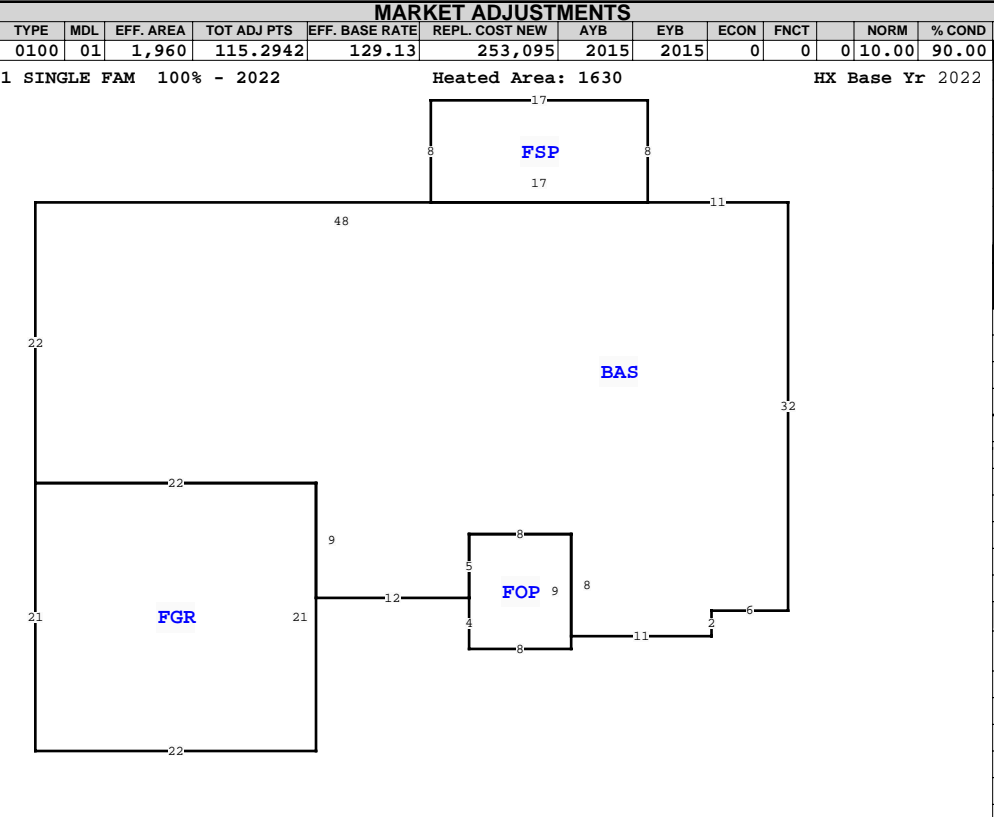 MARKET ADJUSTMENTS
TYPE MDL EFF. AREA TOT ADJ PTS EFF. BASE RATE REPL. COST NEW AYB EYB ECON FNCT NORM % COND
0100 01 1,960 115.2942 129.13 253,095 2015 2015 0 0 0 10.00 90.00
1 SINGLE FAM 100% - 2022 Heated Area: 1630 HX Base Yr 2022
17
8 FSP 8
17
11
48
22
BAS
32
22
9
8
5
FOP 9 8
12
6
FGR
21 21
4 2
11
8
22